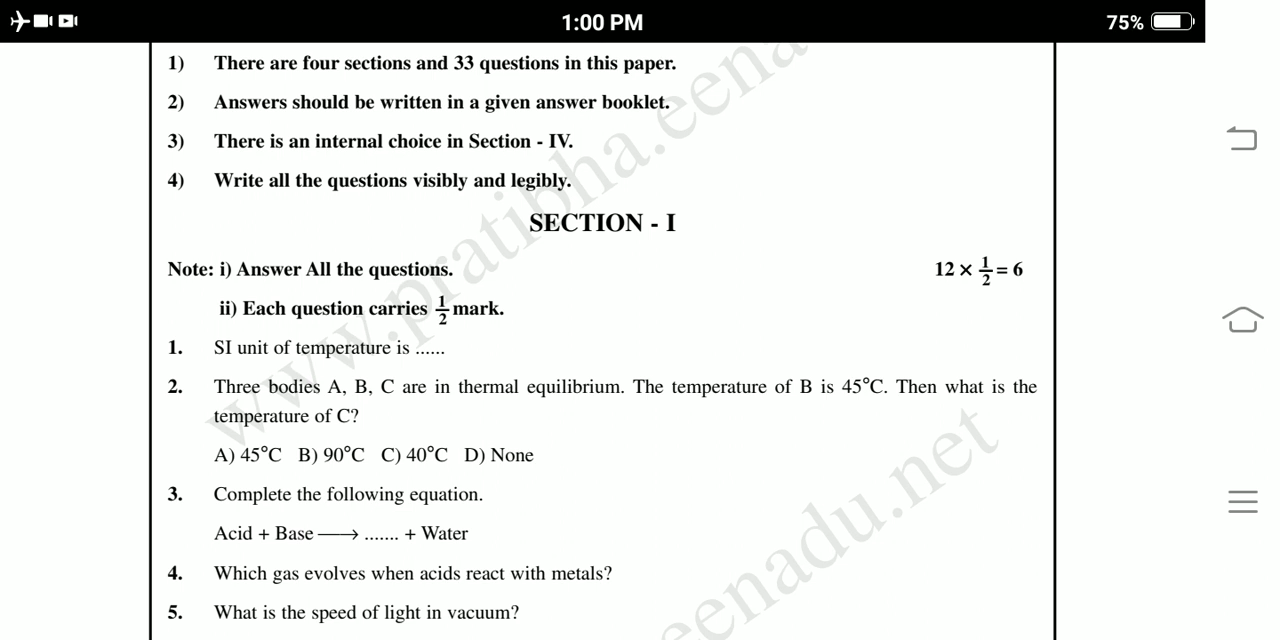 1:00 PM 75%
1) There are four sections and 33 questions in this paper.
2) Answers should be written in a given answer booklet.
3) There is an internal choice in Section - IV.
4) Write all the questions visibly and legibly.
SECTION - I
Note: i) Answer All the questions. 12 × 1/2 = 6
ii) Each question carries 1/2 mark.
1. SI unit of temperature is ......
2. Three bodies A, B, C are in thermal equilibrium. The temperature of B is 45°C. Then what is the
temperature of C?
A) 45°C B) 90°C C) 40°C D) None
3. Complete the following equation.
Acid + Base ⟶ ....... + Water
4. Which gas evolves when acids react with metals?
5. What is the speed of light in vacuum?
www.pratibha.eena
eenadu.net